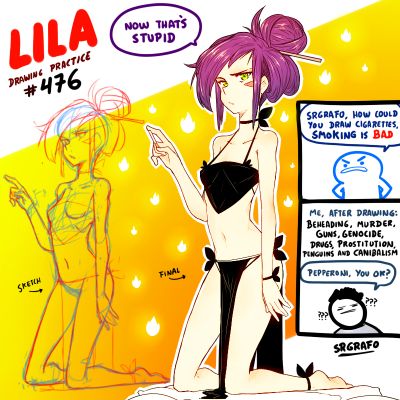 LILA
DRAWING PRACTICE
#476
NOW THAT'S
STUPID
SRGRAFO, HOW COULD
YOU DRAW CIGARETTES,
SMOKING IS BAD
ME, AFTER DRAWING:
BEHEADING, MURDER,
GUNS, GENOCIDE,
DRUGS, PROSTITUTION,
PENGUINS AND CANIBALISM
PEPPERONI, YOU OK?
???
???
SRGRAFO
SKETCH
FINAL